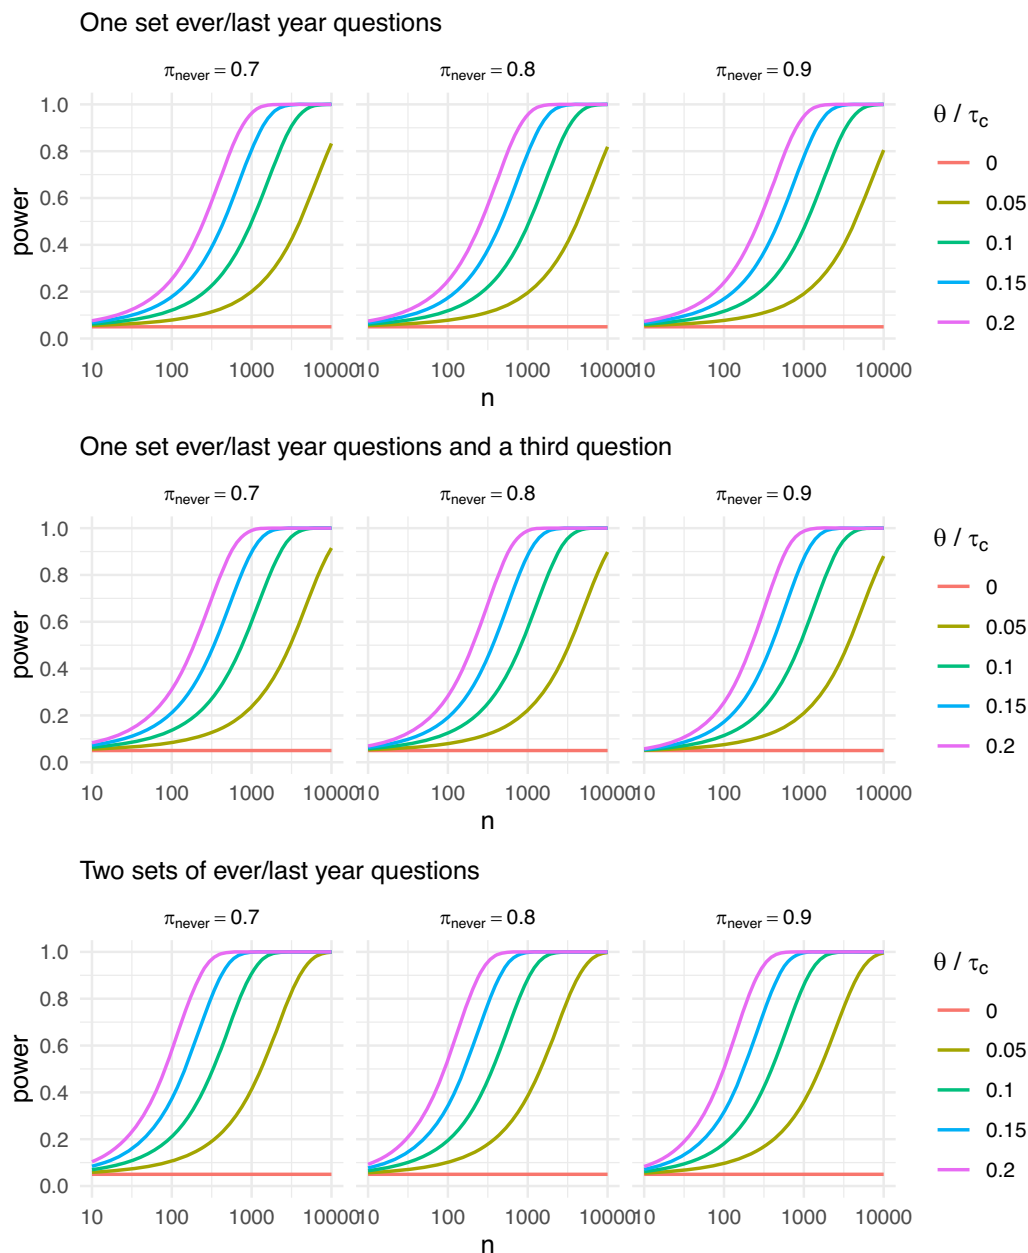 One set ever/last year questions
π_never = 0.7 π_never = 0.8 π_never = 0.9
1.0
0.8
0.6
0.4
0.2
0.0
power
10 100 1000 10000 10 100 1000 10000 10 100 1000 10000
n n n
θ / τ_c
0
0.05
0.1
0.15
0.2
One set ever/last year questions and a third question
π_never = 0.7 π_never = 0.8 π_never = 0.9
1.0
0.8
0.6
0.4
0.2
0.0
power
10 100 1000 10000 10 100 1000 10000 10 100 1000 10000
n n n
θ / τ_c
0
0.05
0.1
0.15
0.2
Two sets of ever/last year questions
π_never = 0.7 π_never = 0.8 π_never = 0.9
1.0
0.8
0.6
0.4
0.2
0.0
power
10 100 1000 10000 10 100 1000 10000 10 100 1000 10000
n n n
θ / τ_c
0
0.05
0.1
0.15
0.2